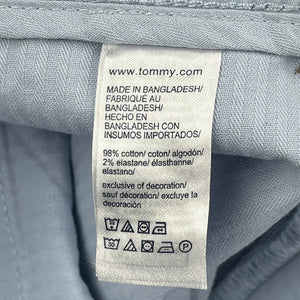 www.tommy.com
MADE IN BANGLADESH/
FABRIQUÉ AU
BANGLADESH/
HECHO EN
BANGLADESH CON
INSUMOS IMPORTADOS/
98% cotton/ coton/ algodón/
2% elastane/ élasthanne/
elastano/
exclusive of decoration/
sauf décoration/ excluye la
decoración